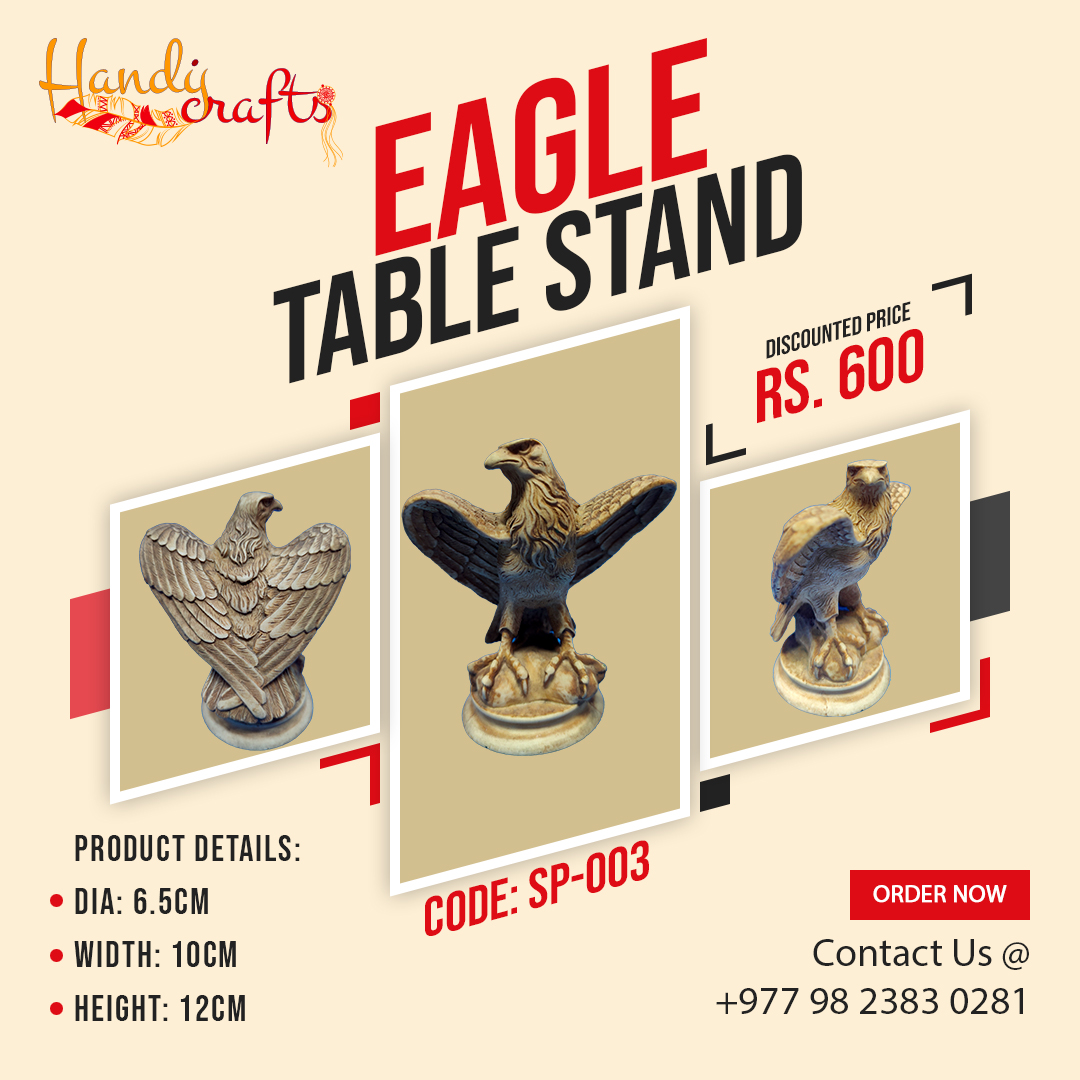 Handy
crafts
EAGLE
TABLE STAND
DISCOUNTED PRICE
RS. 600
CODE: SP-003
PRODUCT DETAILS:
DIA: 6.5CM
WIDTH: 10CM
HEIGHT: 12CM
ORDER NOW
Contact Us @
+977 98 2383 0281